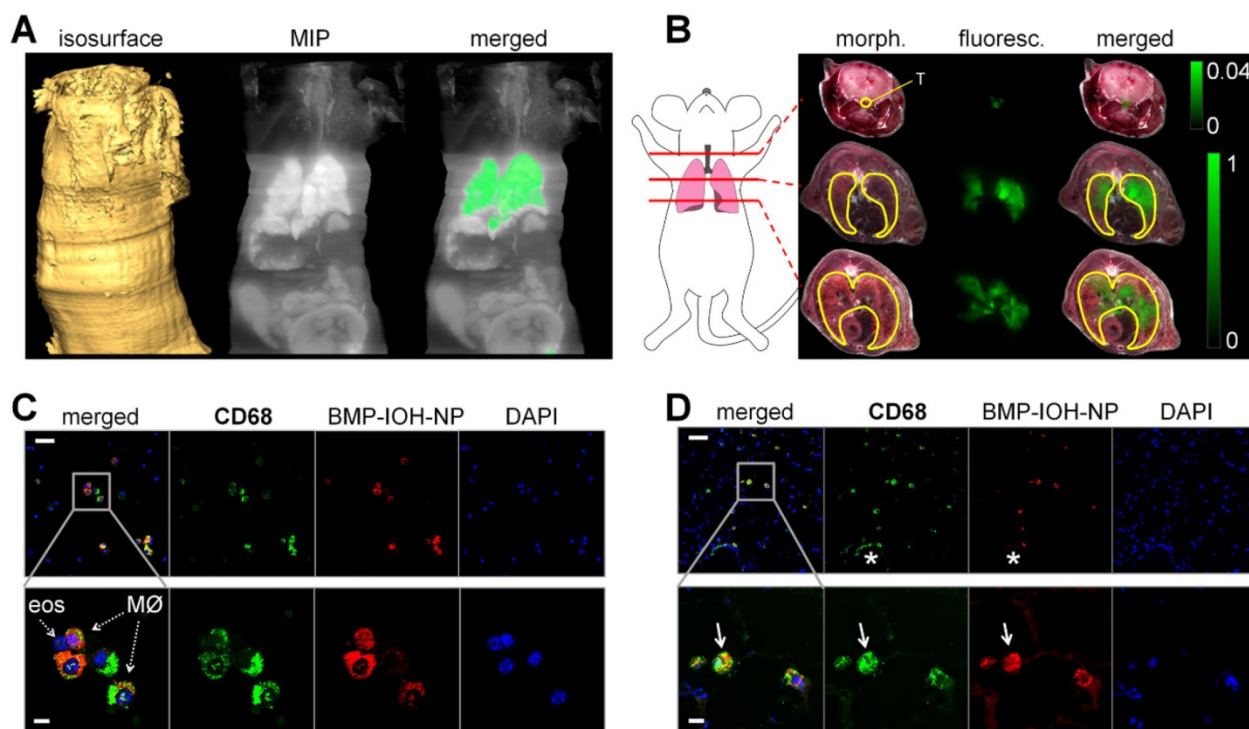 A
isosurface MIP merged
B
morph. fluoresc. merged
T
0.04
0
1
0
C
merged CD68 BMP-IOH-NP DAPI
eos MØ
D
merged CD68 BMP-IOH-NP DAPI
* *